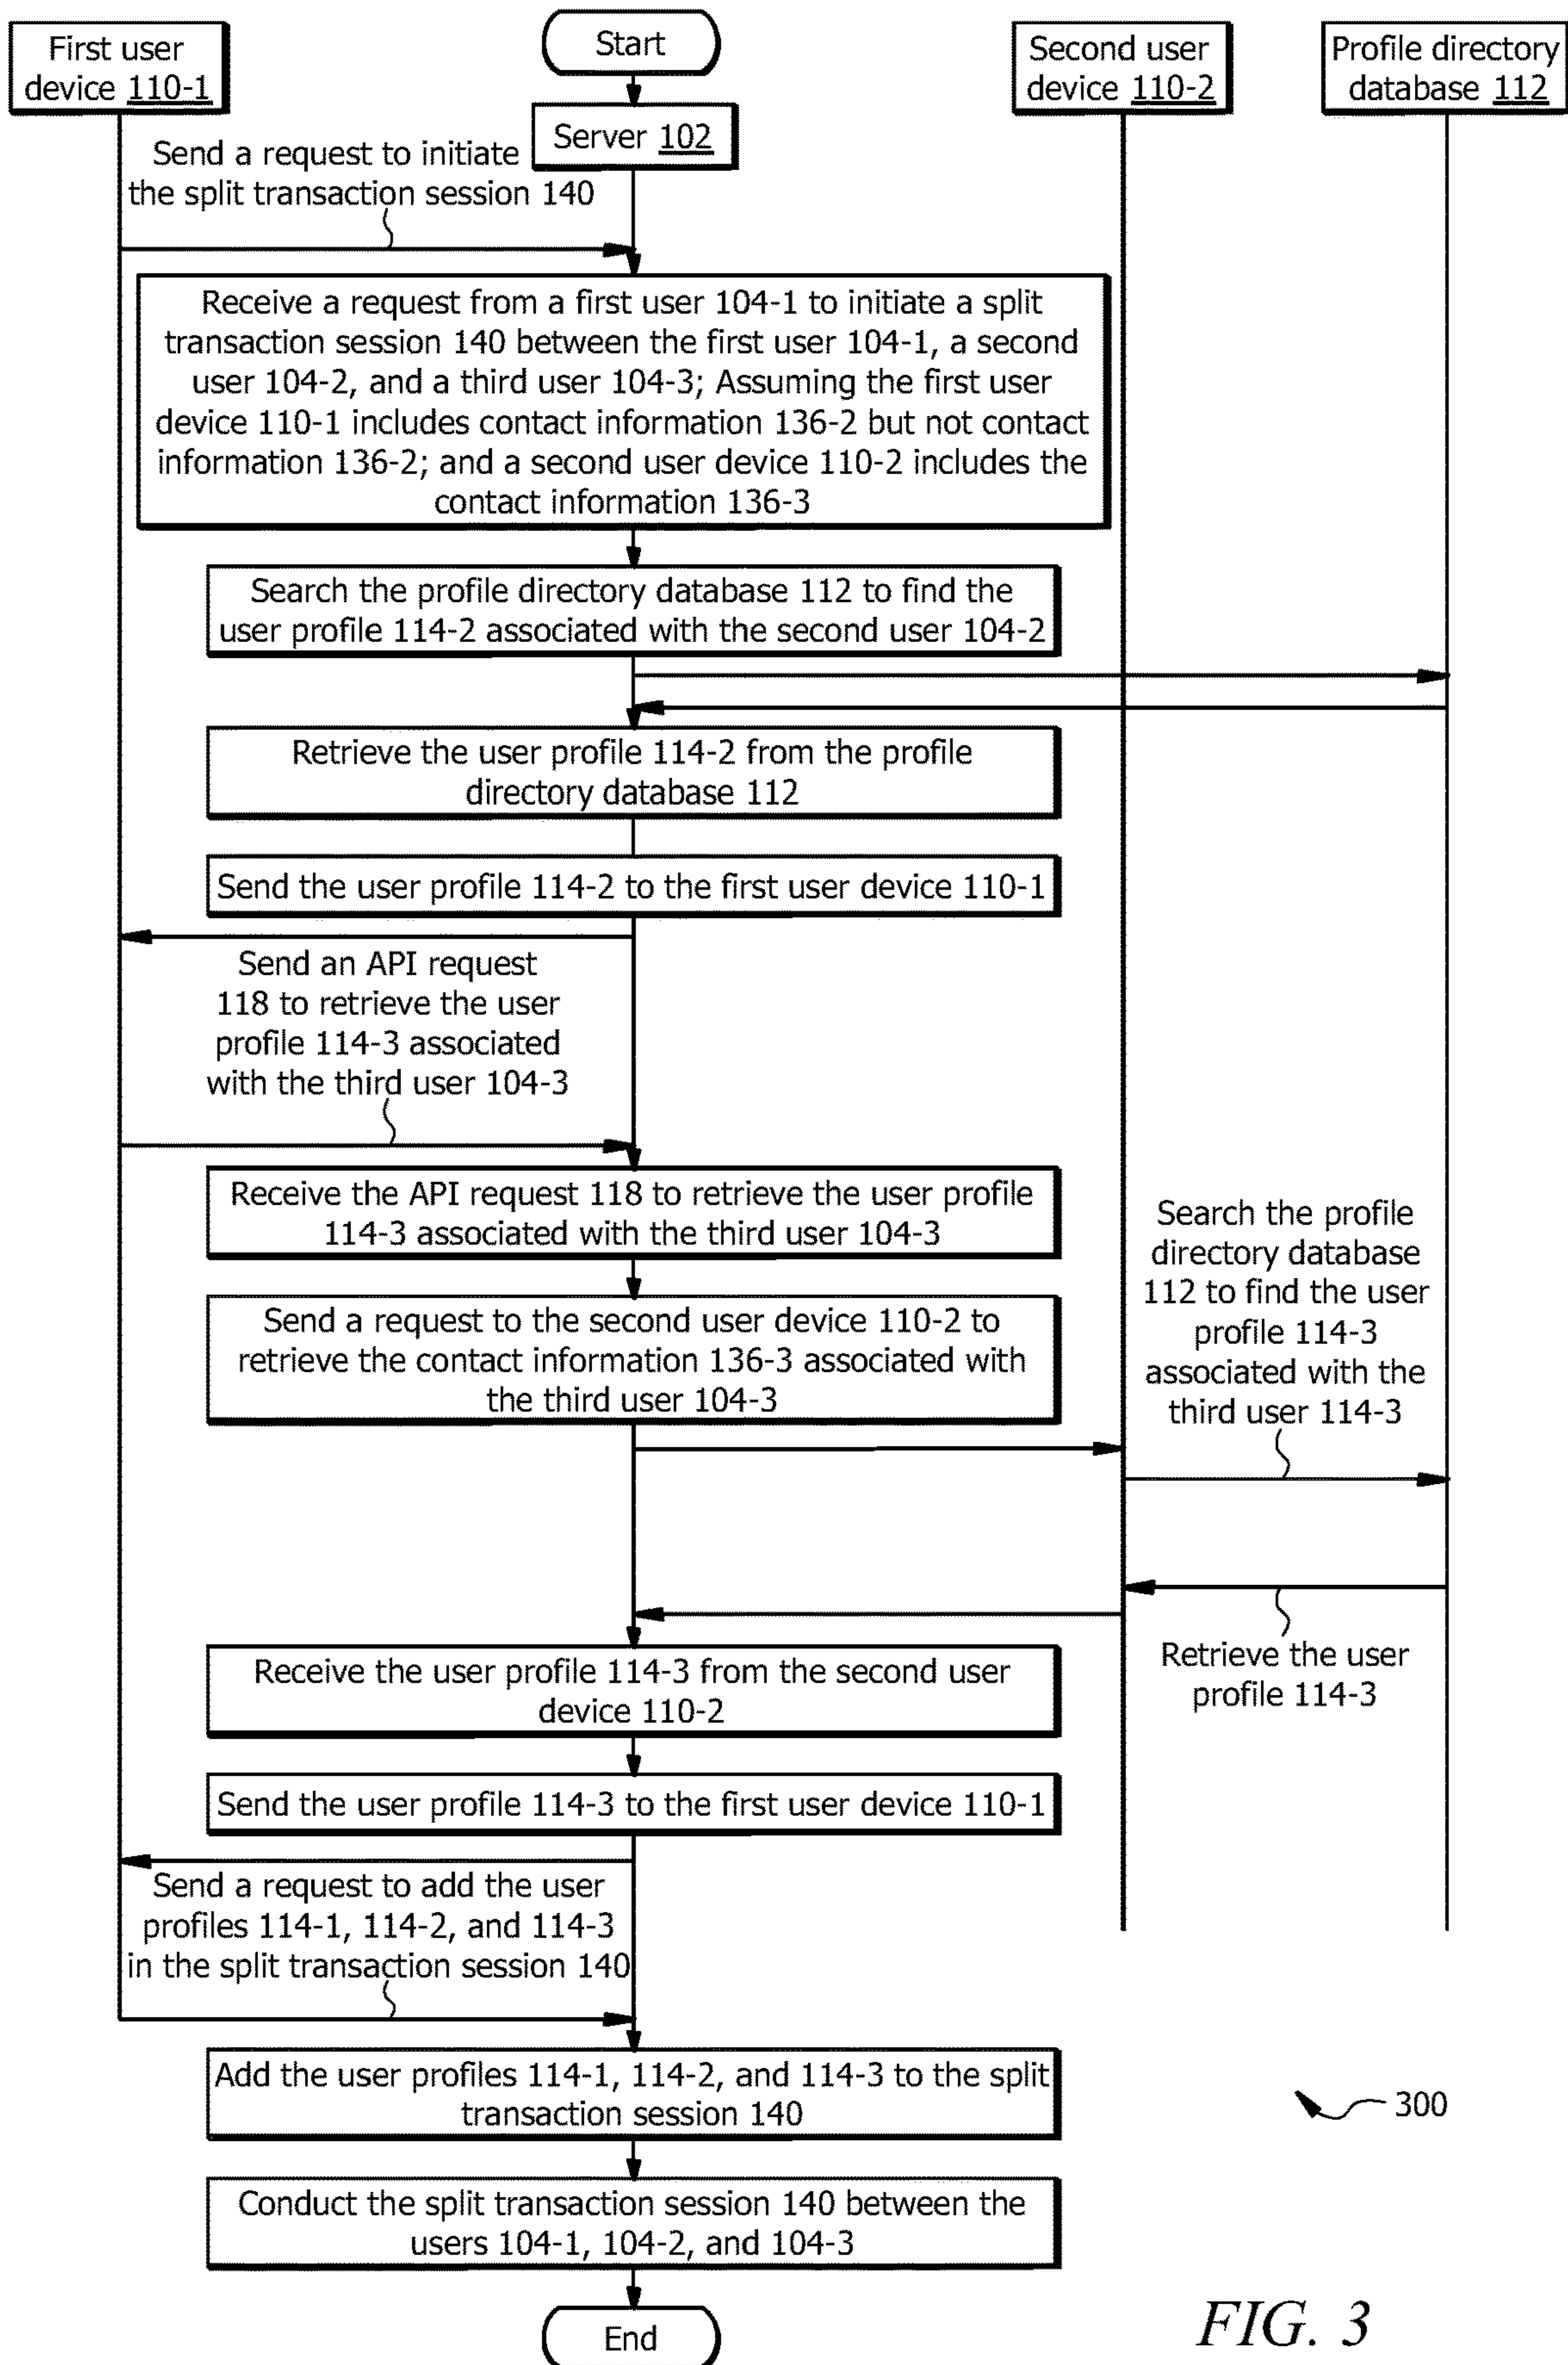 First user
device 110-1
Start
Second user
device 110-2
Profile directory
database 112
Server 102
Send a request to initiate
the split transaction session 140
Receive a request from a first user 104-1 to initiate a split
transaction session 140 between the first user 104-1, a second
user 104-2, and a third user 104-3; Assuming the first user
device 110-1 includes contact information 136-2 but not contact
information 136-2; and a second user device 110-2 includes the
contact information 136-3
Search the profile directory database 112 to find the
user profile 114-2 associated with the second user 104-2
Retrieve the user profile 114-2 from the profile
directory database 112
Send the user profile 114-2 to the first user device 110-1
Send an API request
118 to retrieve the user
profile 114-3 associated
with the third user 104-3
Receive the API request 118 to retrieve the user profile
114-3 associated with the third user 104-3
Send a request to the second user device 110-2 to
retrieve the contact information 136-3 associated with
the third user 104-3
Search the profile
directory database
112 to find the user
profile 114-3
associated with the
third user 114-3
Retrieve the user
profile 114-3
Receive the user profile 114-3 from the second user
device 110-2
Send the user profile 114-3 to the first user device 110-1
Send a request to add the user
profiles 114-1, 114-2, and 114-3
in the split transaction session 140
Add the user profiles 114-1, 114-2, and 114-3 to the split
transaction session 140
300
Conduct the split transaction session 140 between the
users 104-1, 104-2, and 104-3
End
FIG. 3